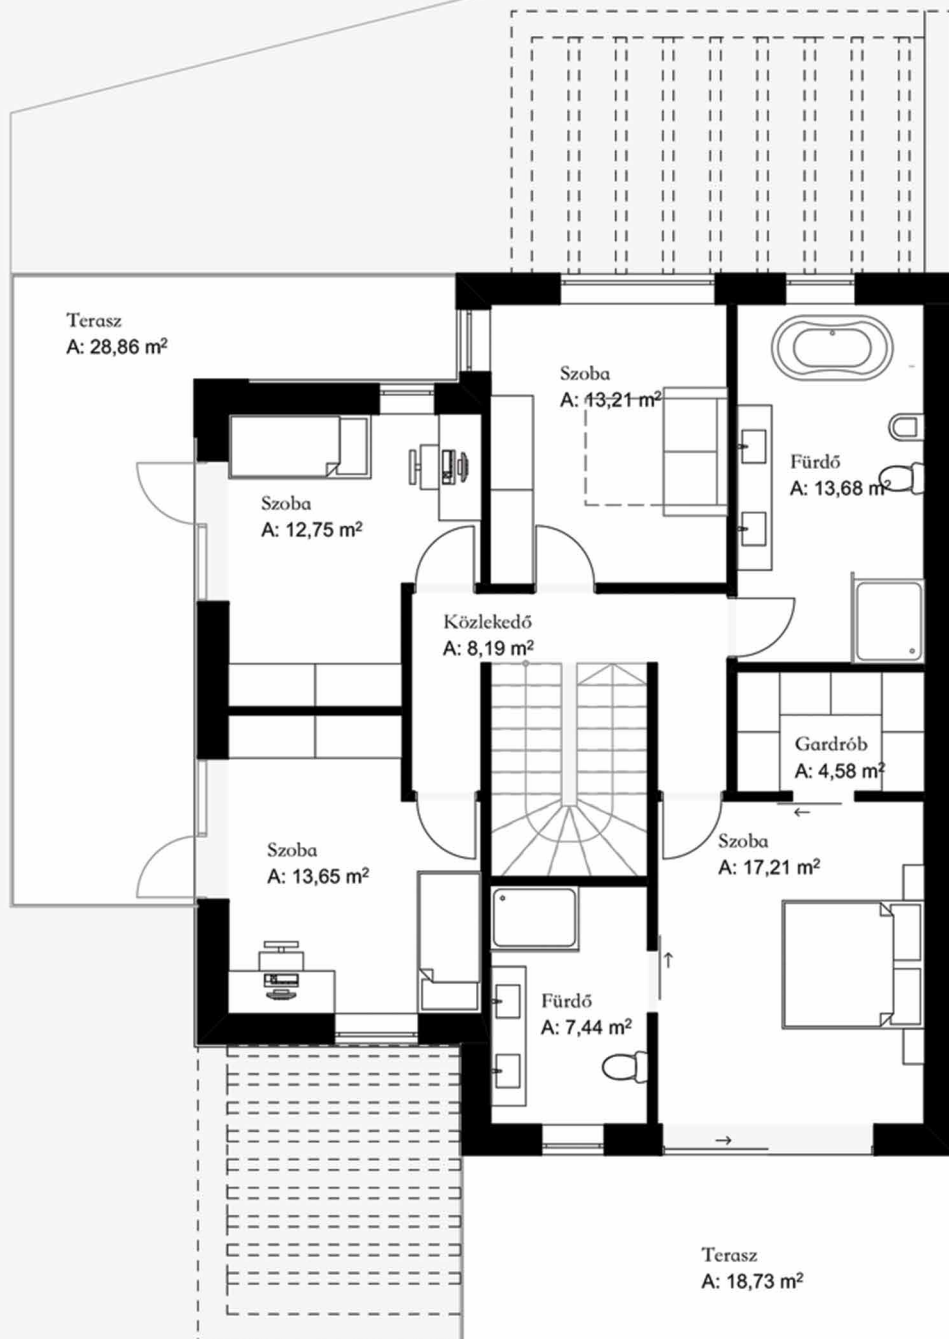 Terasz
A: 28,86 m²
Szoba
A: 13,21 m²
Fürdő
A: 13,68 m²
Szoba
A: 12,75 m²
Közlekedő
A: 8,19 m²
Gardrób
A: 4,58 m²
Szoba
A: 17,21 m²
Szoba
A: 13,65 m²
Fürdő
A: 7,44 m²
Terasz
A: 18,73 m²